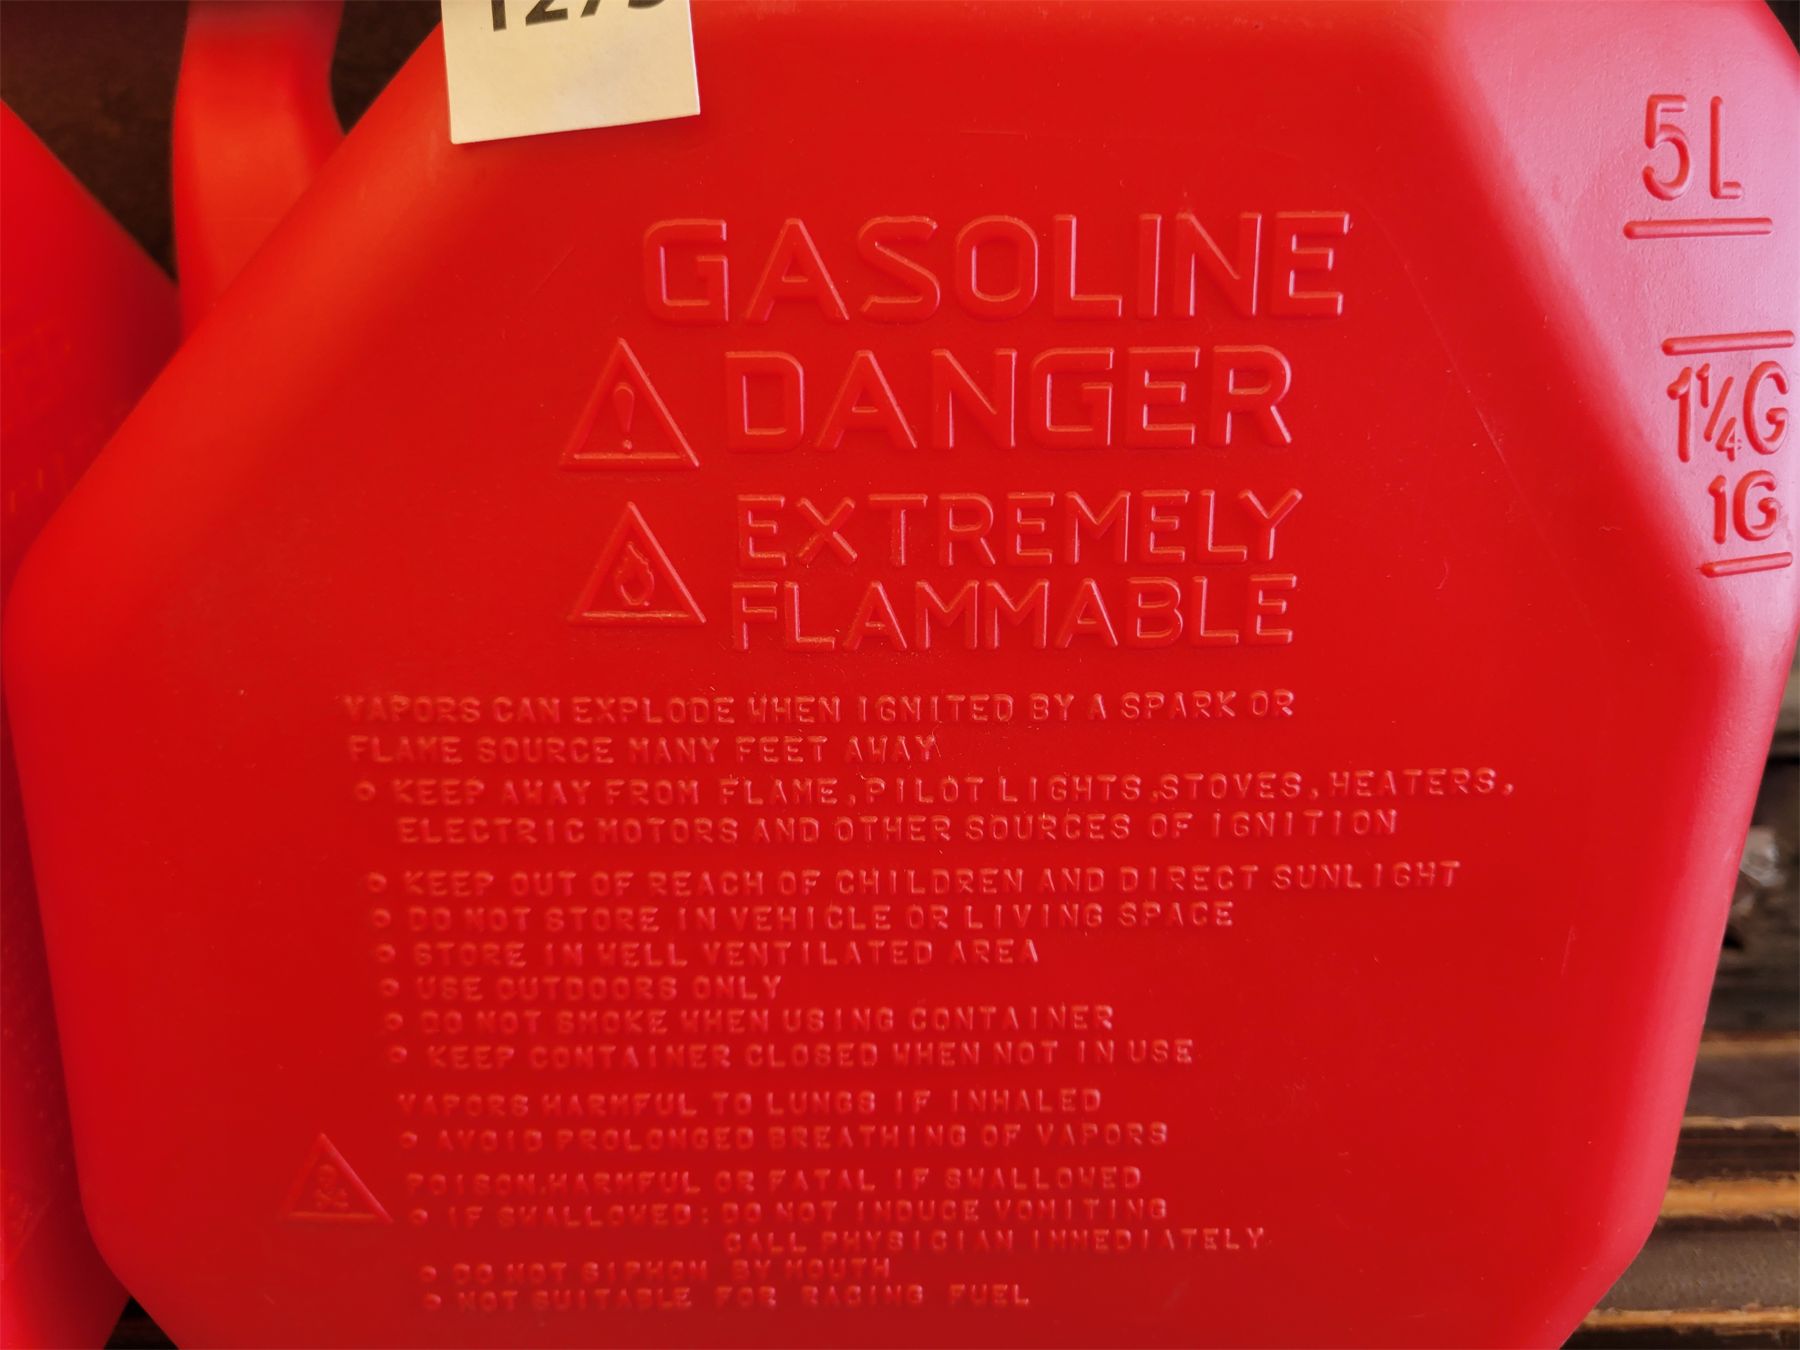 GASOLINE
DANGER
EXTREMELY
FLAMMABLE
VAPORS CAN EXPLODE WHEN IGNITED BY A SPARK OR
FLAME SOURCE MANY FEET AWAY
KEEP AWAY FROM FLAME, PILOT LIGHTS, STOVES, HEATERS,
ELECTRIC MOTORS AND OTHER SOURCES OF IGNITION
KEEP OUT OF REACH OF CHILDREN AND DIRECT SUNLIGHT
DO NOT STORE IN VEHICLE OR LIVING SPACE
STORE IN WELL VENTILATED AREA
USE OUTDOORS ONLY
DO NOT SMOKE WHEN USING CONTAINER
KEEP CONTAINER CLOSED WHEN NOT IN USE
VAPORS HARMFUL TO LUNGS IF INHALED
AVOID PROLONGED BREATHING OF VAPORS
POISON, HARMFUL OR FATAL IF SWALLOWED
IF SWALLOWED: DO NOT INDUCE VOMITING
CALL PHYSICIAN IMMEDIATELY
DO NOT SIPHON BY MOUTH
NOT SUITABLE FOR RACING FUEL
5L
1¼G
1G